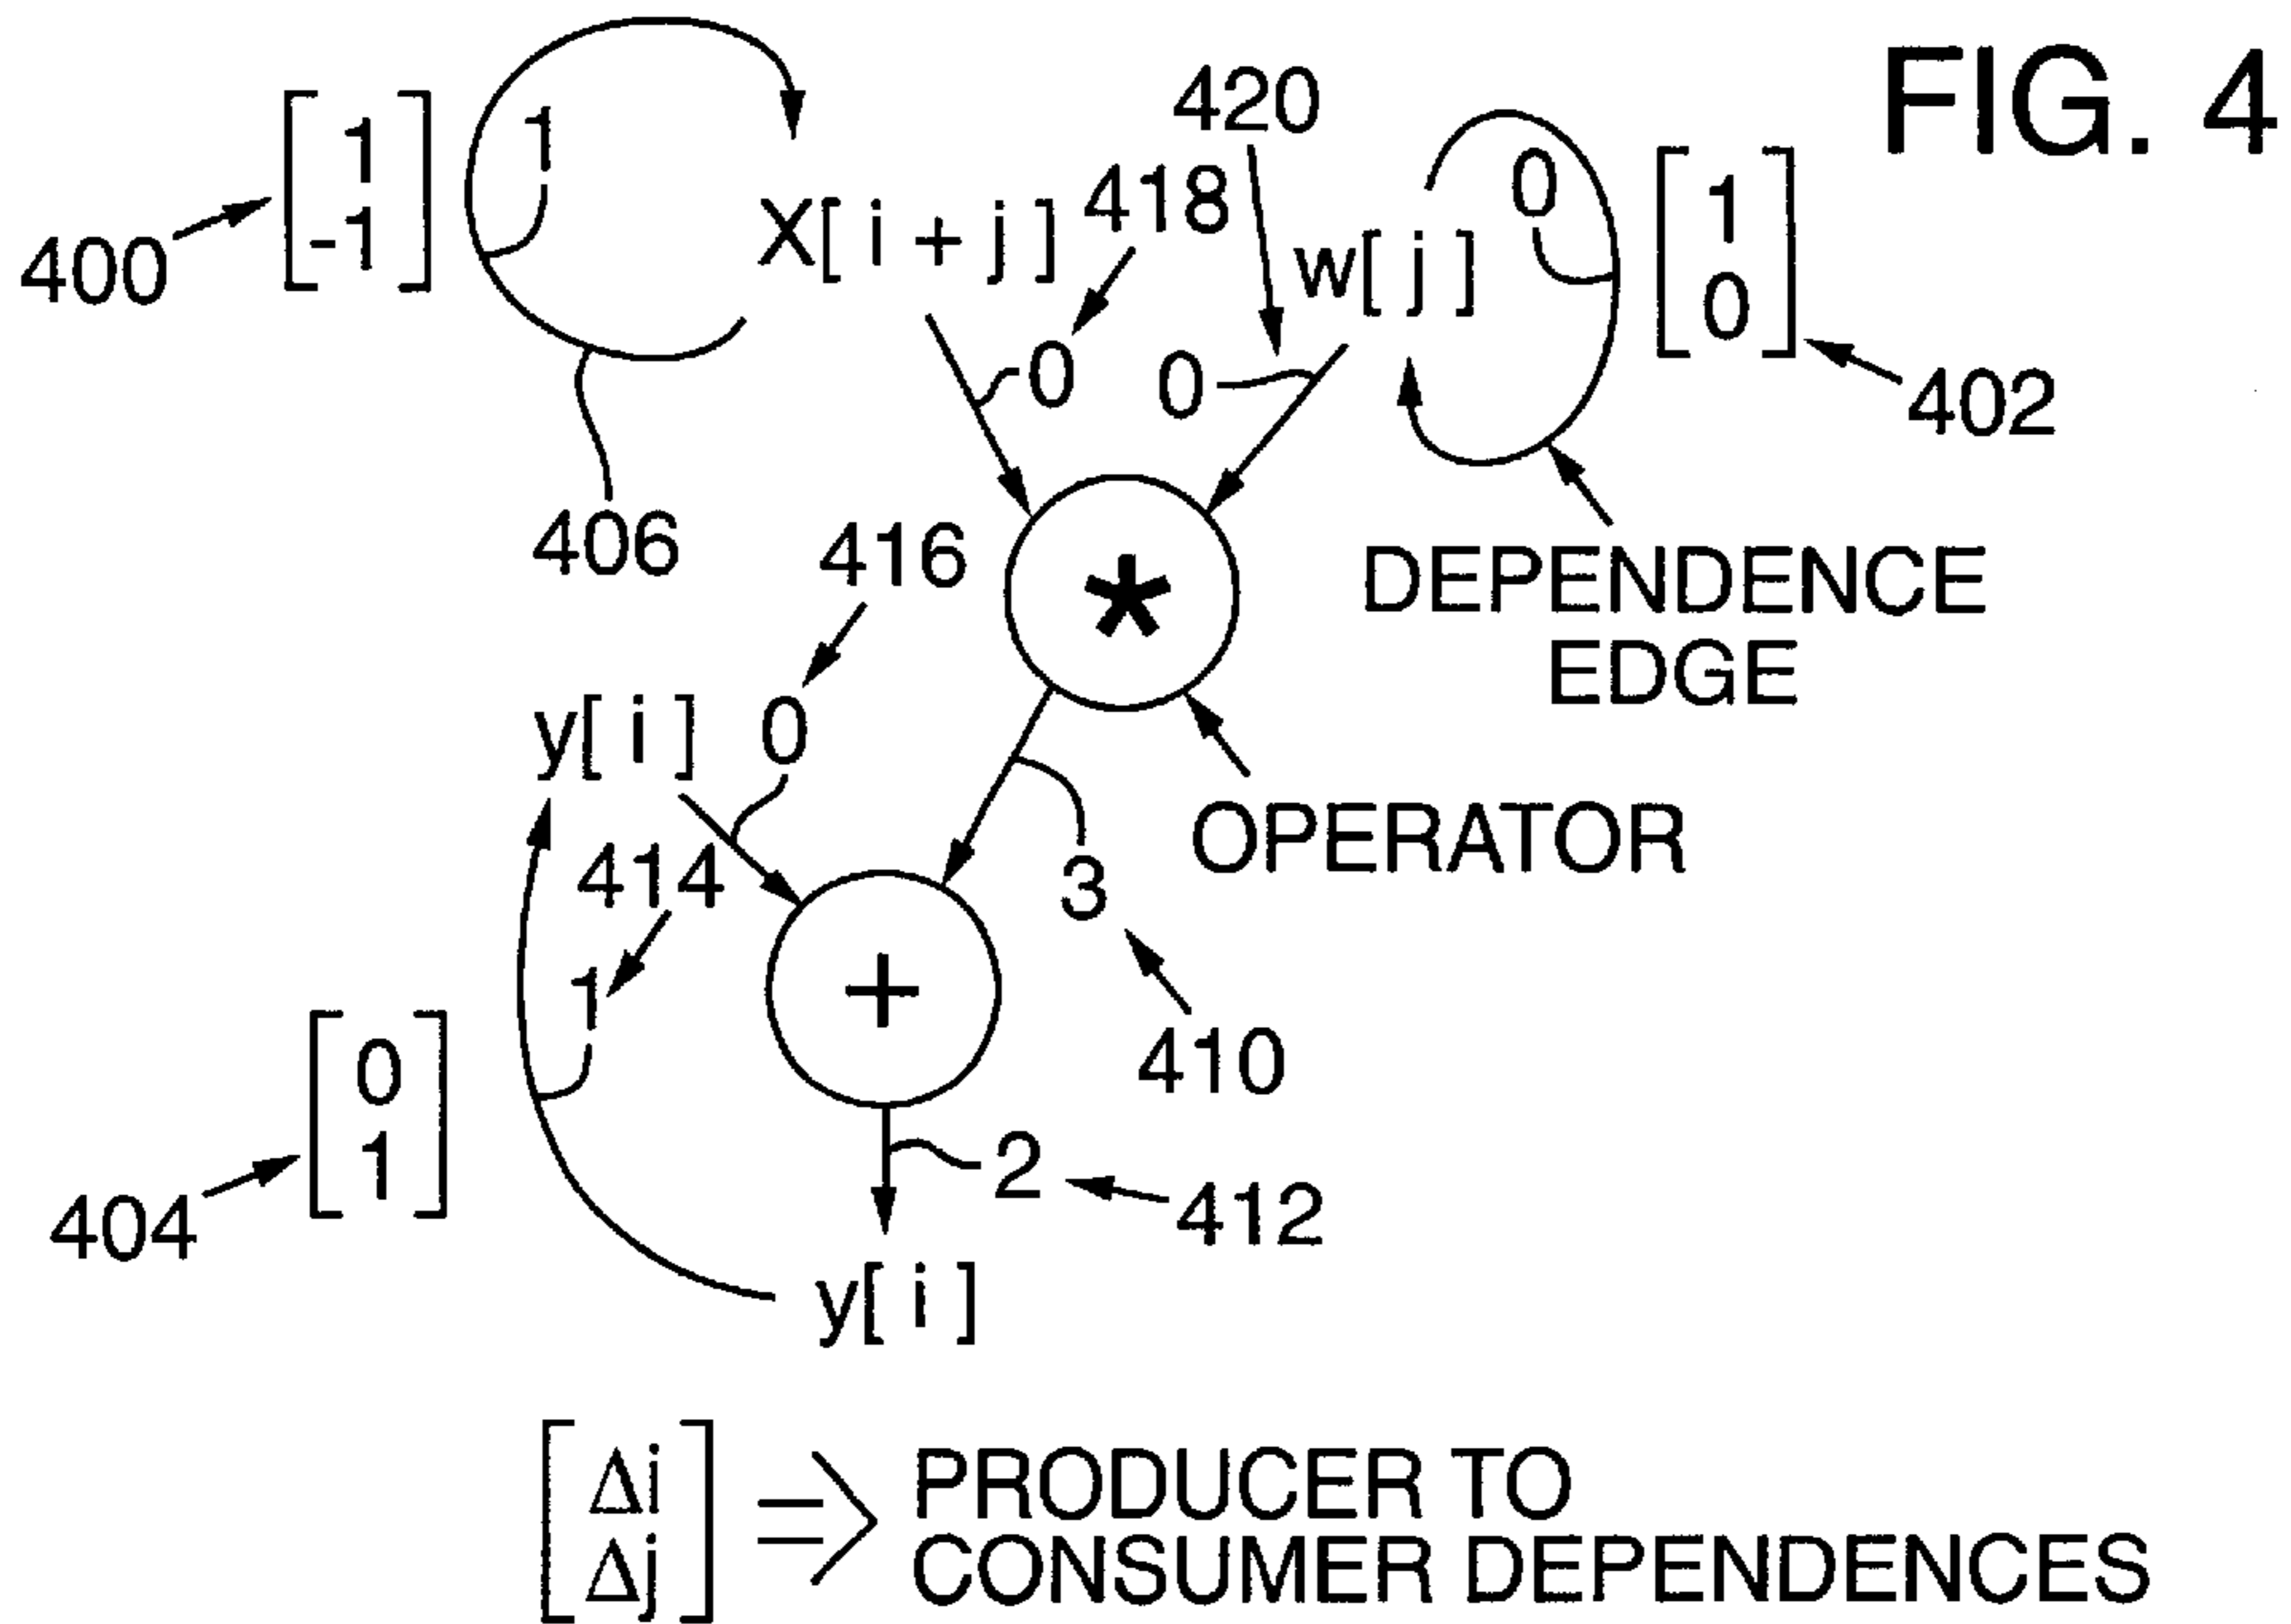 FIG. 4
420
[ 1
-1 ]
1
418
0
[ 1
0 ]
400
X[ i + j ]
w[ j ]
0
0
402
406
416
*
DEPENDENCE
EDGE
y[ i ]
0
OPERATOR
414
3
1
+
410
[ 0
1 ]
404
2
412
y[ i ]
[ Δi
Δj ]
=> PRODUCER TO
CONSUMER DEPENDENCES